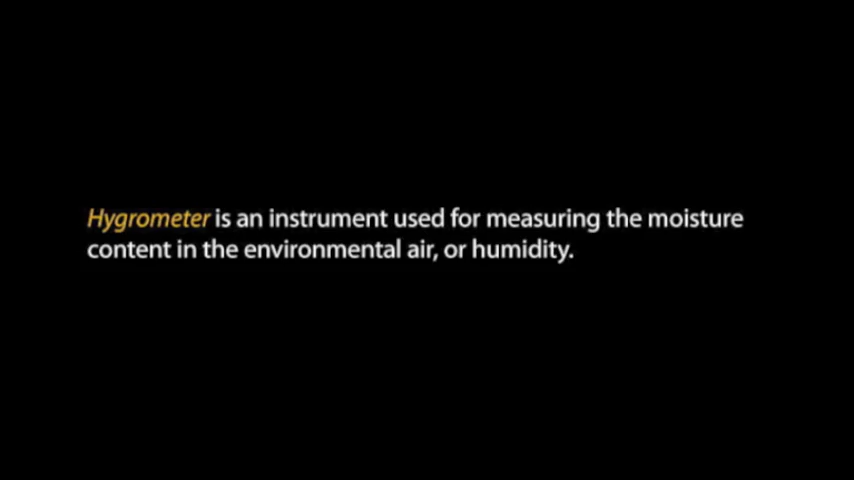 Hygrometer is an instrument used for measuring the moisture
content in the environmental air, or humidity.